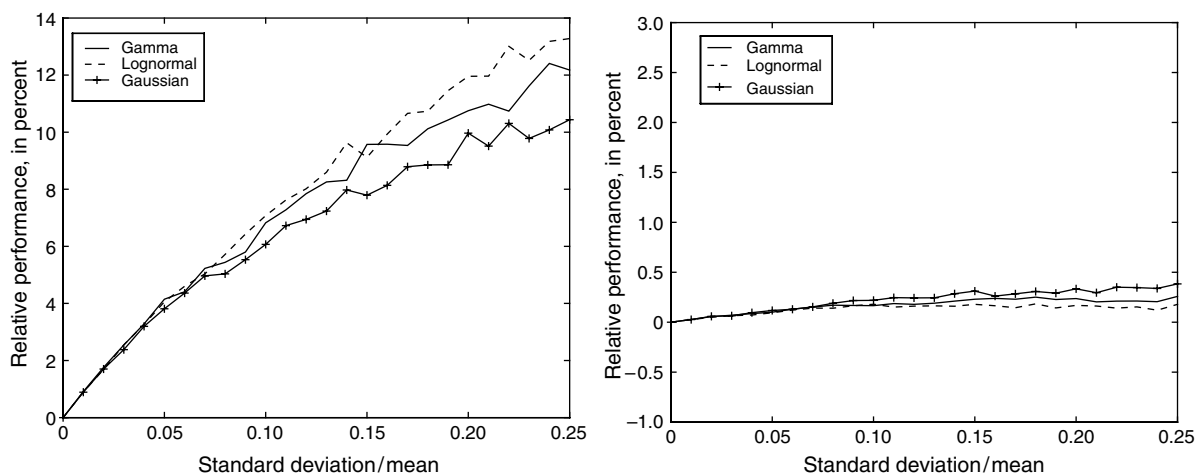 14
12
10
8
6
4
2
0
Relative performance, in percent
Gamma
Lognormal
Gaussian
0 0.05 0.10 0.15 0.20 0.25
Standard deviation/mean
3.0
2.5
2.0
1.5
1.0
0.5
0
−0.5
−1.0
Relative performance, in percent
Gamma
Lognormal
Gaussian
0 0.05 0.10 0.15 0.20 0.25
Standard deviation/mean